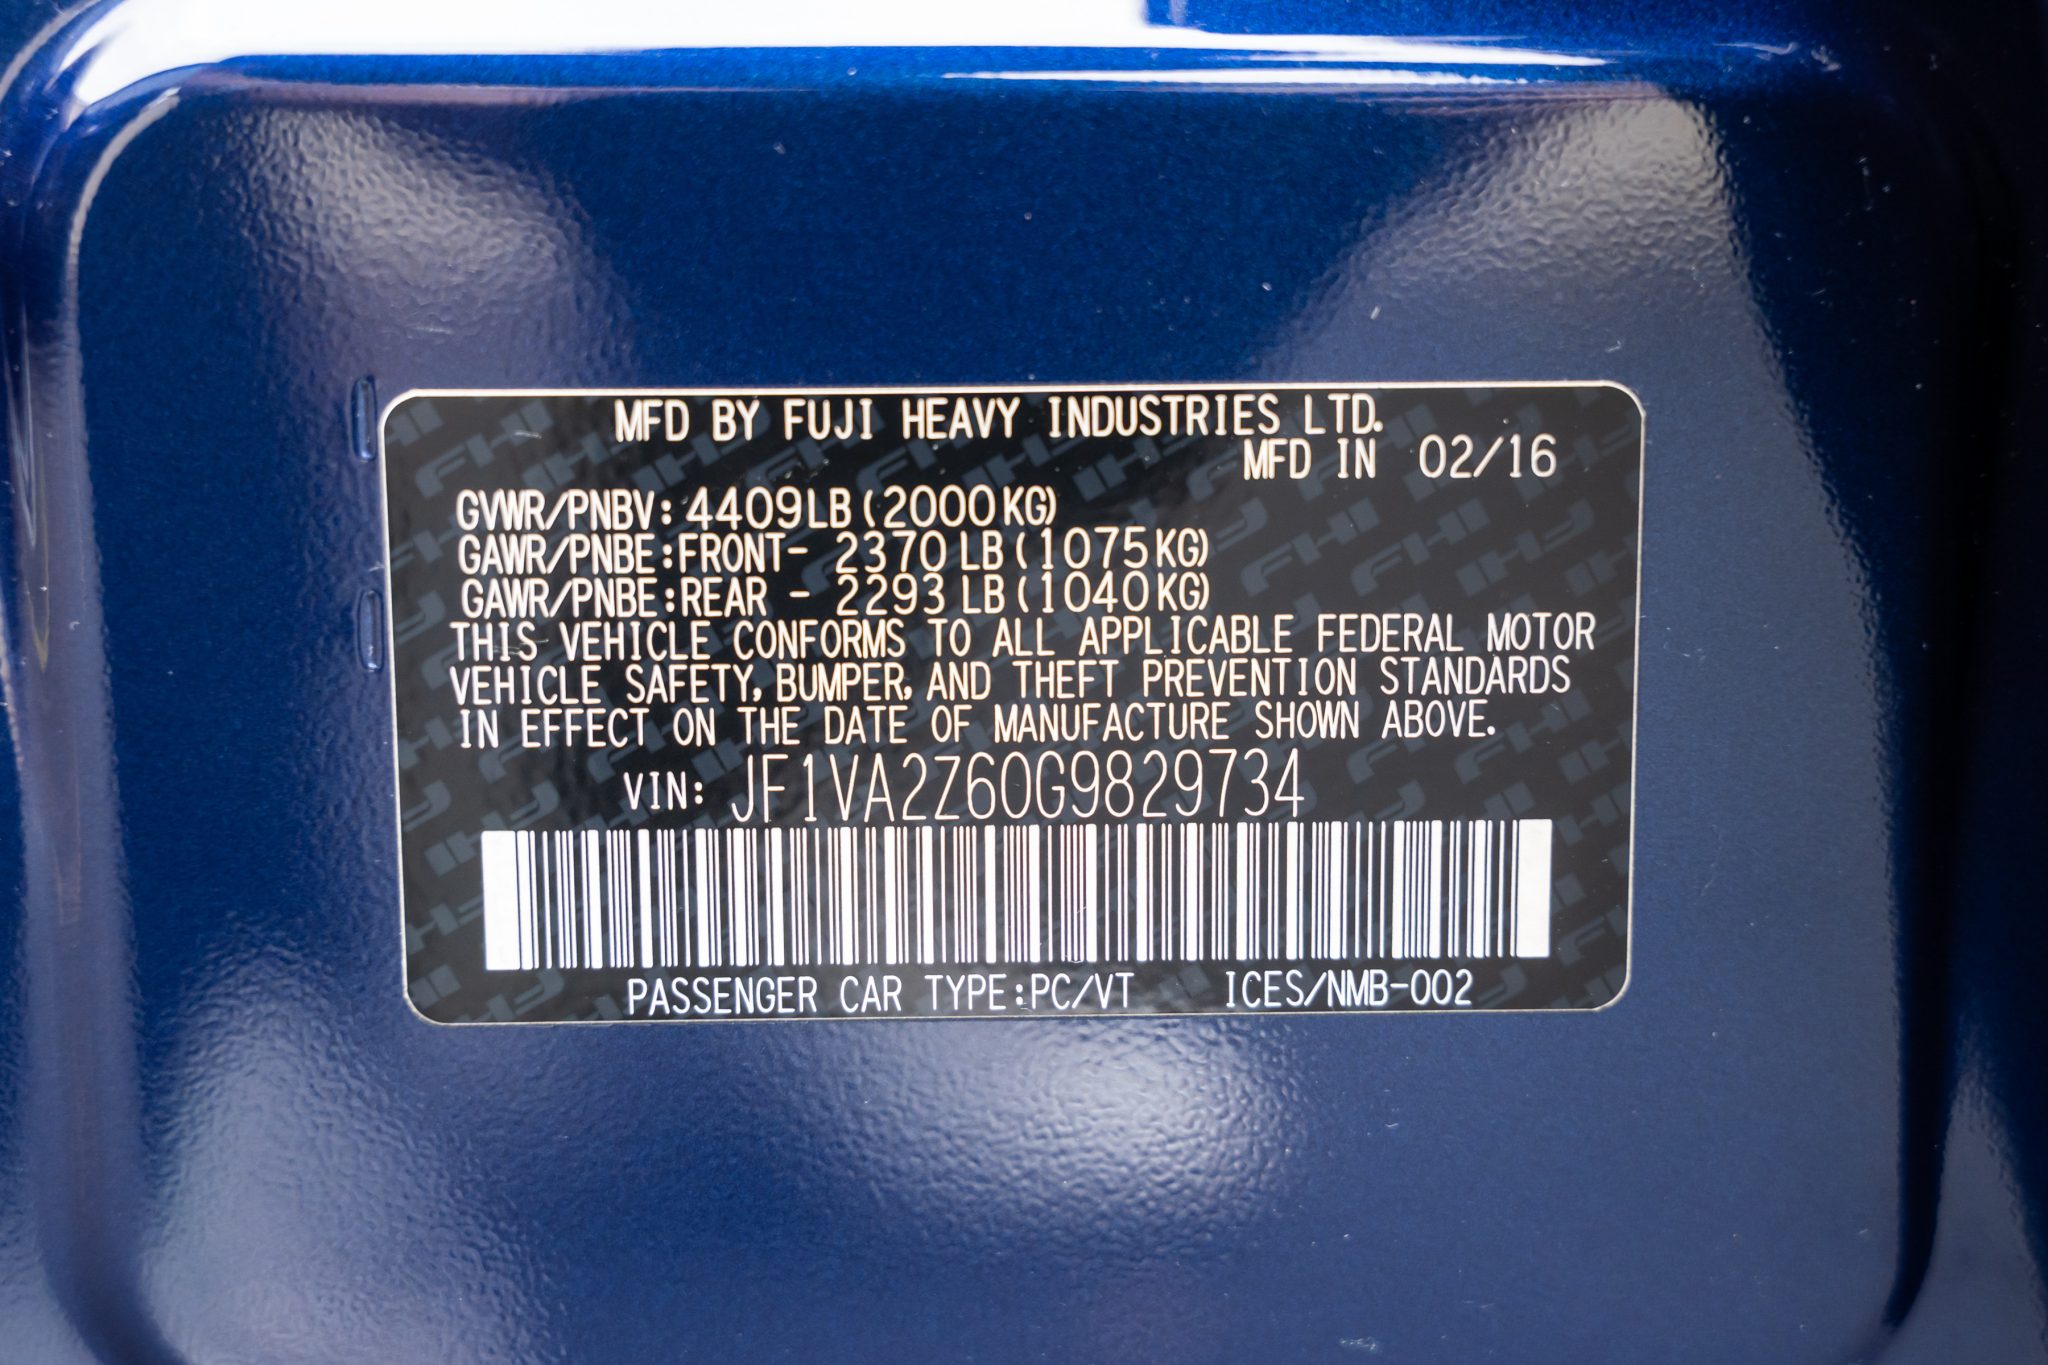 MFD BY FUJI HEAVY INDUSTRIES LTD.
MFD IN 02/16
GVWR/PNBV: 4409LB (2000KG)
GAWR/PNBE:FRONT- 2370 LB (1075KG)
GAWR/PNBE:REAR - 2293 LB (1040KG)
THIS VEHICLE CONFORMS TO ALL APPLICABLE FEDERAL MOTOR
VEHICLE SAFETY, BUMPER, AND THEFT PREVENTION STANDARDS
IN EFFECT ON THE DATE OF MANUFACTURE SHOWN ABOVE.
VIN: JF1VA2Z60G9829734
PASSENGER CAR TYPE:PC/VT ICES/NMB-002